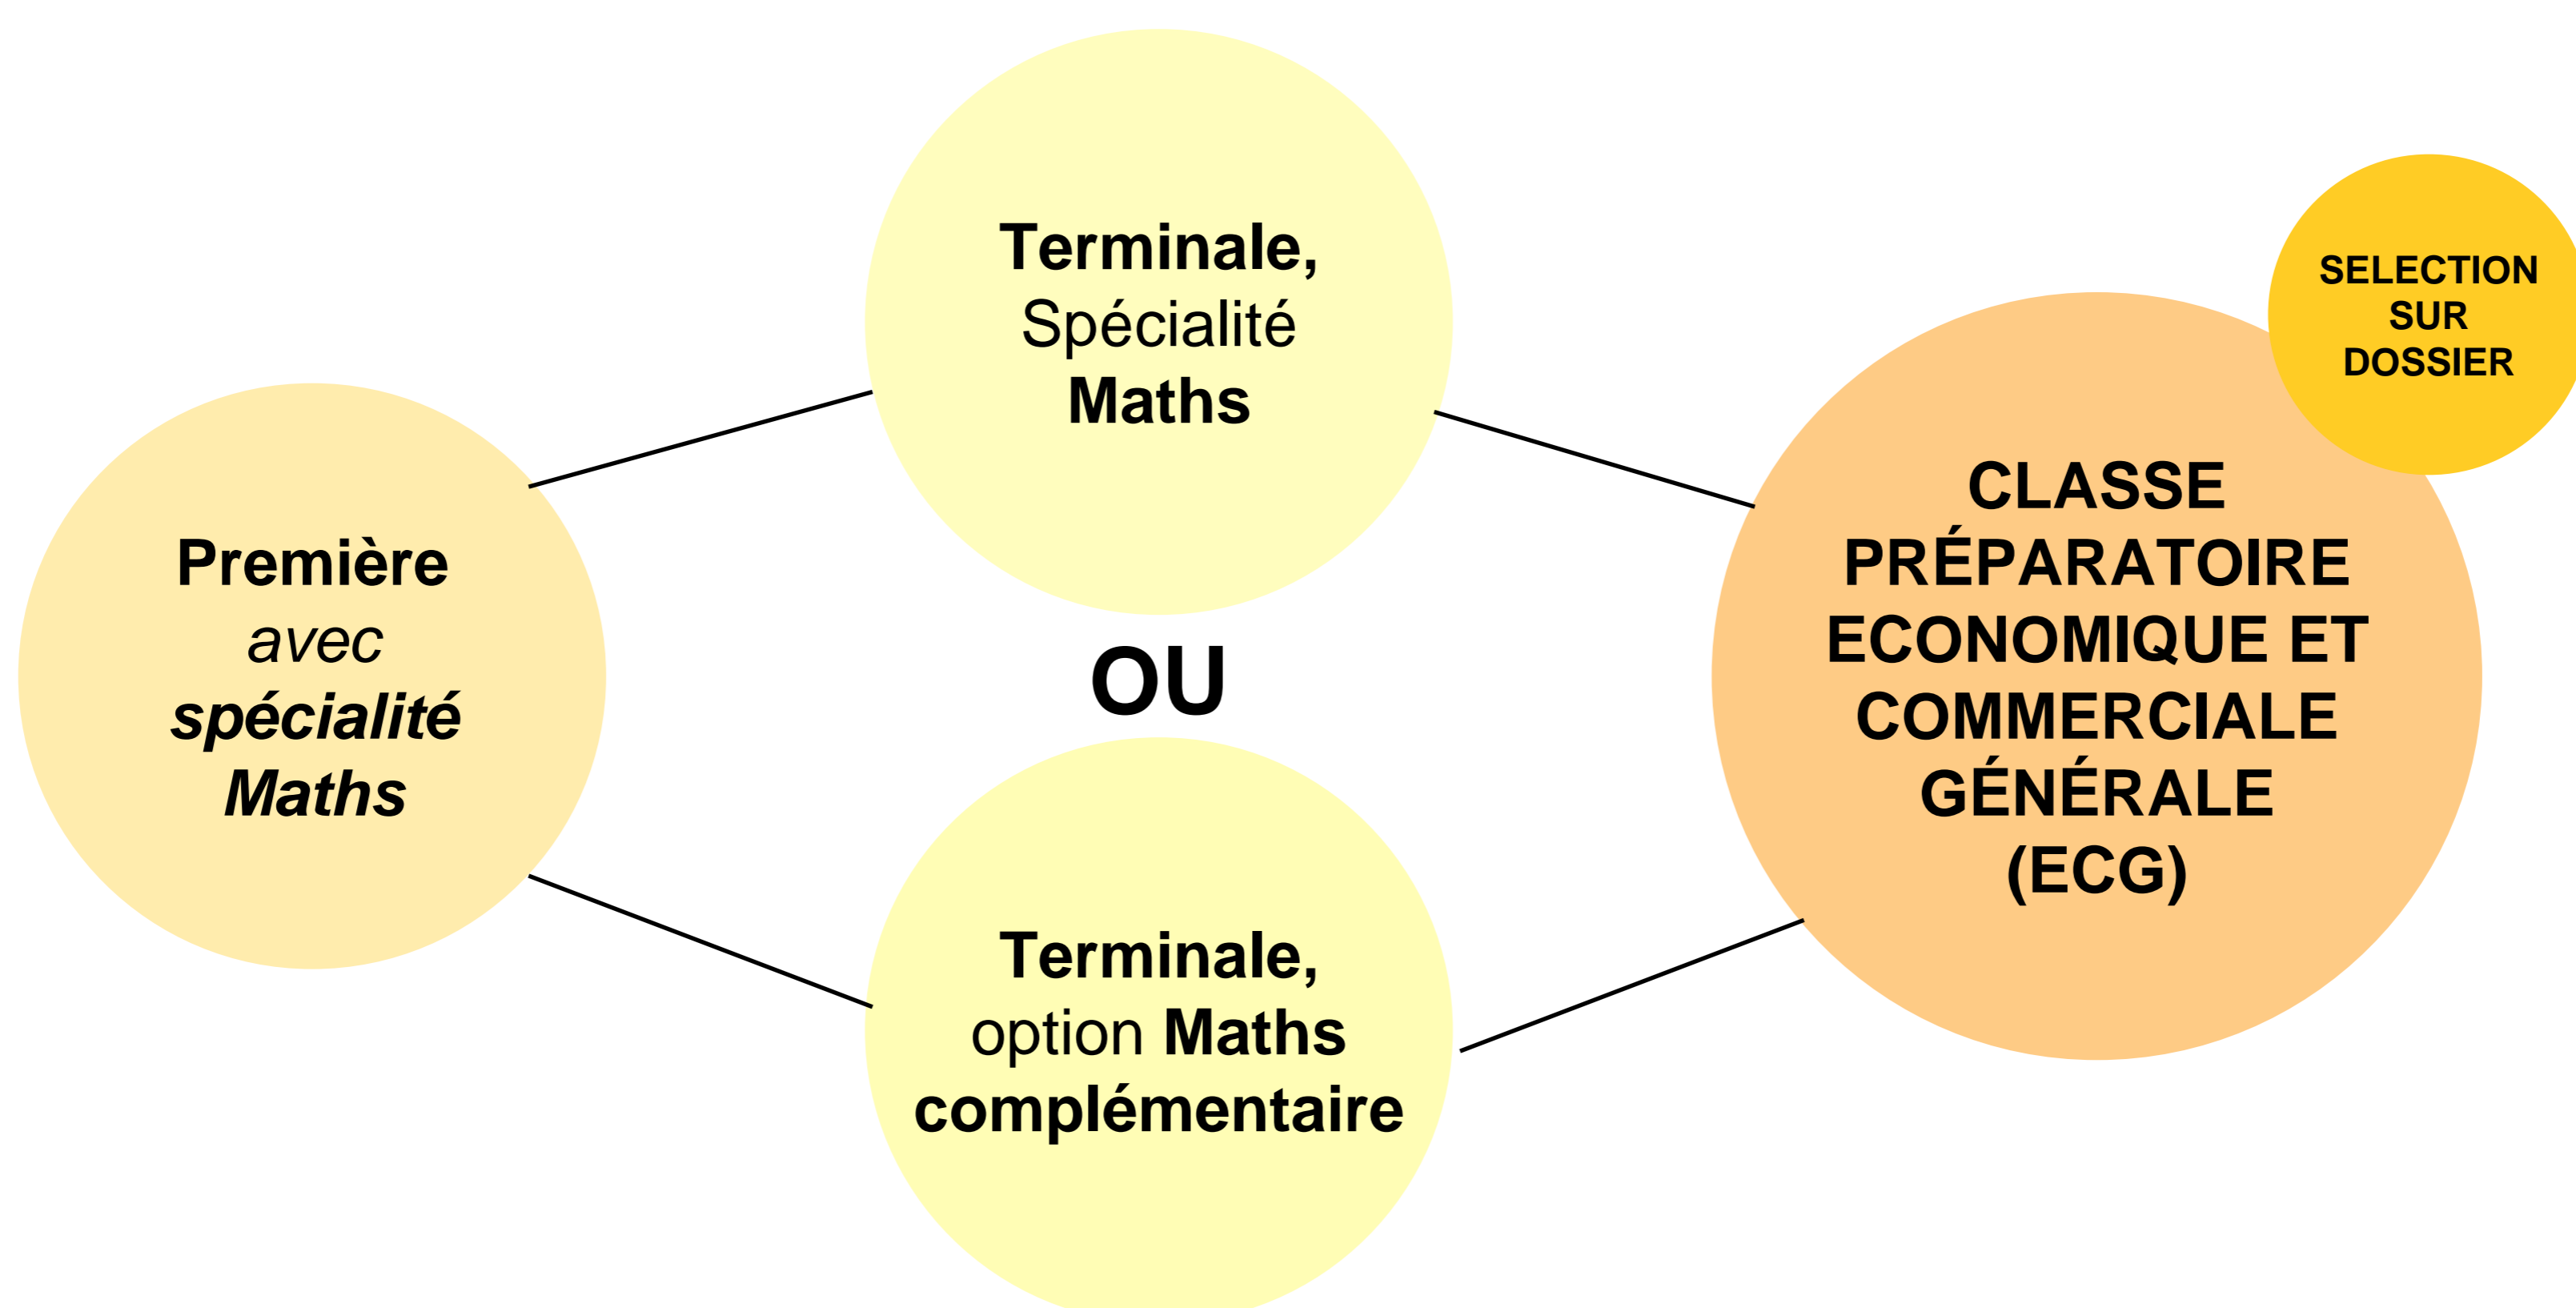 Première
avec
spécialité
Maths
Terminale,
Spécialité
Maths
OU
Terminale,
option Maths
complémentaire
CLASSE
PRÉPARATOIRE
ECONOMIQUE ET
COMMERCIALE
GÉNÉRALE
(ECG)
SELECTION
SUR
DOSSIER